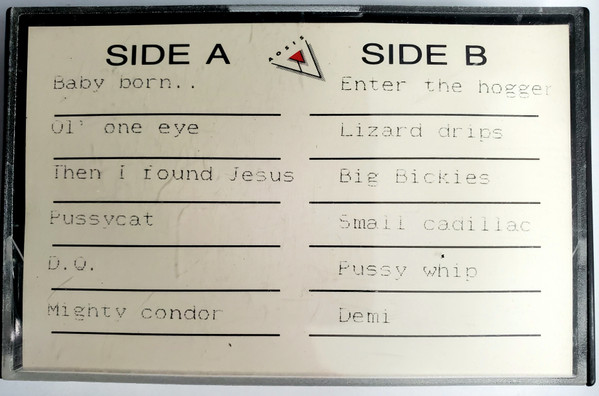 SIDE A
Baby born..
Ol' one eye
Then I found Jesus
Pussycat
D.Q.
Mighty condor
SIDE B
Enter the hogger
Lizard drips
Big Bickies
Small cadillac
Pussy whip
Demi